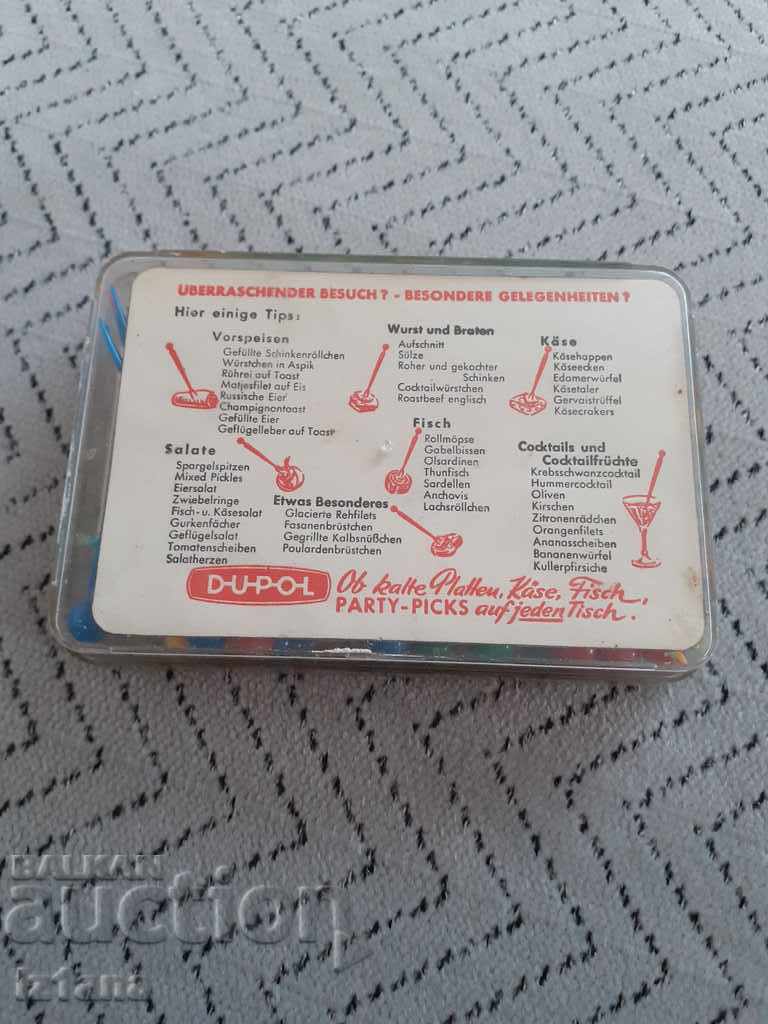 ÜBERRASCHENDER BESUCH? - BESONDERE GELEGENHEITEN?
Hier einige Tips:
Vorspeisen
Gefüllte Schinkenröllchen
Würstchen in Aspik
Rührei auf Toast
Matjesfilet auf Eis
Russische Eier
Champignontoast
Gefüllte Eier
Geflügelleber auf Toast
Wurst und Braten
Aufschnitt
Sülze
Roher und gekochter
Schinken
Cocktailwürstchen
Roastbeef englisch
Käse
Käsehappen
Käseecken
Edamerwürfel
Käsetaler
Gervaistrüffel
Käsecrakers
Salate
Spargelspitzen
Mixed Pickles
Eiersalat
Zwiebelringe
Fisch- u. Käsesalat
Gurkenfächer
Geflügelsalat
Tomatenscheiben
Salatherzen
Etwas Besonderes
Glacierte Rehfilets
Fasanenbrüstchen
Gegrillte Kalbsnüßchen
Poulardenbrüstchen
Fisch
Rollmöpse
Gabelbissen
Ölsardinen
Thunfisch
Sardellen
Anchovis
Lachsröllchen
Cocktails und
Cocktailfrüchte
Krebsschwanzcocktail
Hummercocktail
Oliven
Kirschen
Zitronenrädchen
Orangenfilets
Ananasscheiben
Bananenwürfel
Kullerpfirsiche
D-U-P-O-L
Ob kalte Platten, Käse, Fisch,
PARTY-PICKS auf jeden Tisch.
BALKAN
auction
iztana